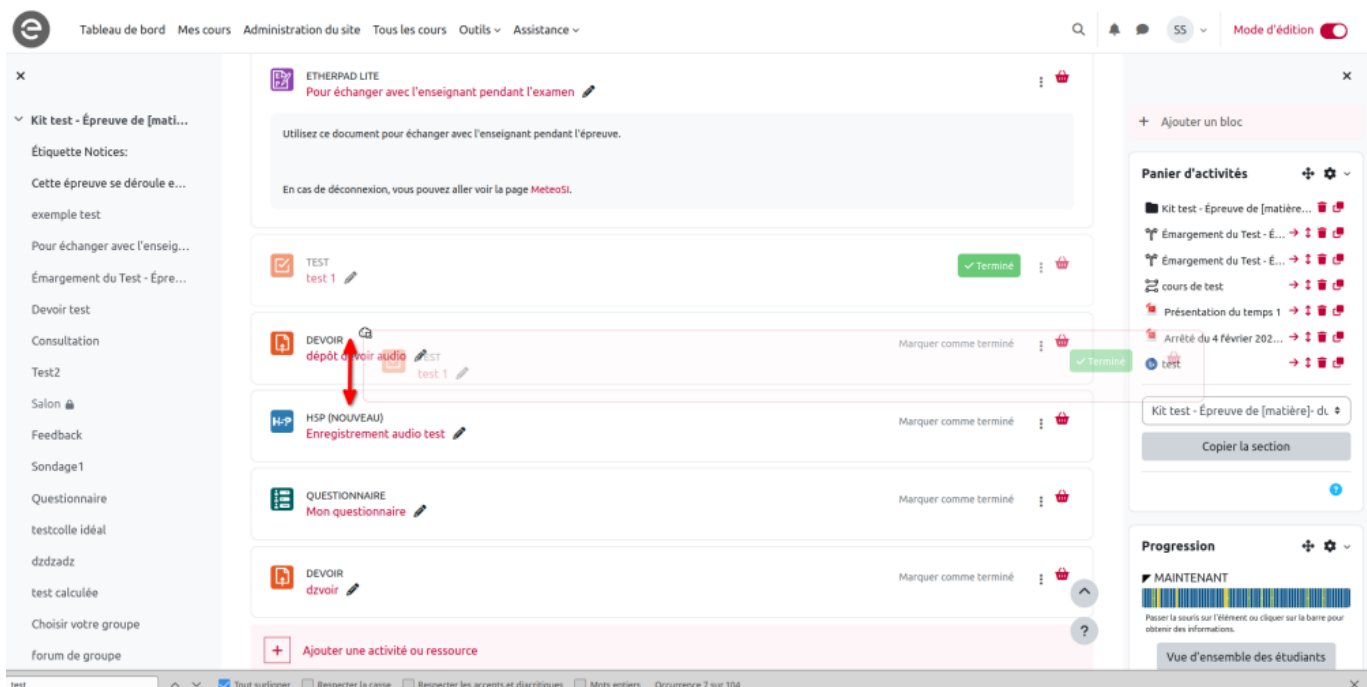 e
Tableau de bord Mes cours Administration du site Tous les cours Outils Assistance
SS
Mode d'édition
Kit test - Épreuve de [mati...
Étiquette Notices:
Cette épreuve se déroule e...
exemple test
Pour échanger avec l'enseig...
Émargement du Test - Épre...
Devoir test
Consultation
Test2
Salon
Feedback
Sondage1
Questionnaire
testcolle idéal
dzdzadz
test calculée
Choisir votre groupe
forum de groupe
ETHERPAD LITE
Pour échanger avec l'enseignant pendant l'examen
Utilisez ce document pour échanger avec l'enseignant pendant l'épreuve.
En cas de déconnexion, vous pouvez aller voir la page MeteoSI.
TEST
test 1
Terminé
DEVOIR
dépôt devoir audio
Marquer comme terminé
TEST
test 1
Terminé
H5P
H5P (NOUVEAU)
Enregistrement audio test
Marquer comme terminé
QUESTIONNAIRE
Mon questionnaire
Marquer comme terminé
DEVOIR
dzvoir
Marquer comme terminé
?
+ Ajouter une activité ou ressource
+ Ajouter un bloc
Panier d'activités
Kit test - Épreuve de [matière...
Émargement du Test - É...
Émargement du Test - É...
cours de test
Présentation du temps 1
Arrêté du 4 février 202...
test
Kit test - Épreuve de [matière]- du
Copier la section
?
Progression
MAINTENANT
Passer la souris sur l'élément ou cliquer sur la barre pour
obtenir des informations.
Vue d'ensemble des étudiants
test
Tout surligner Respecter la casse Respecter les accents et diacritiques Mots entiers Occurrence 2 sur 104